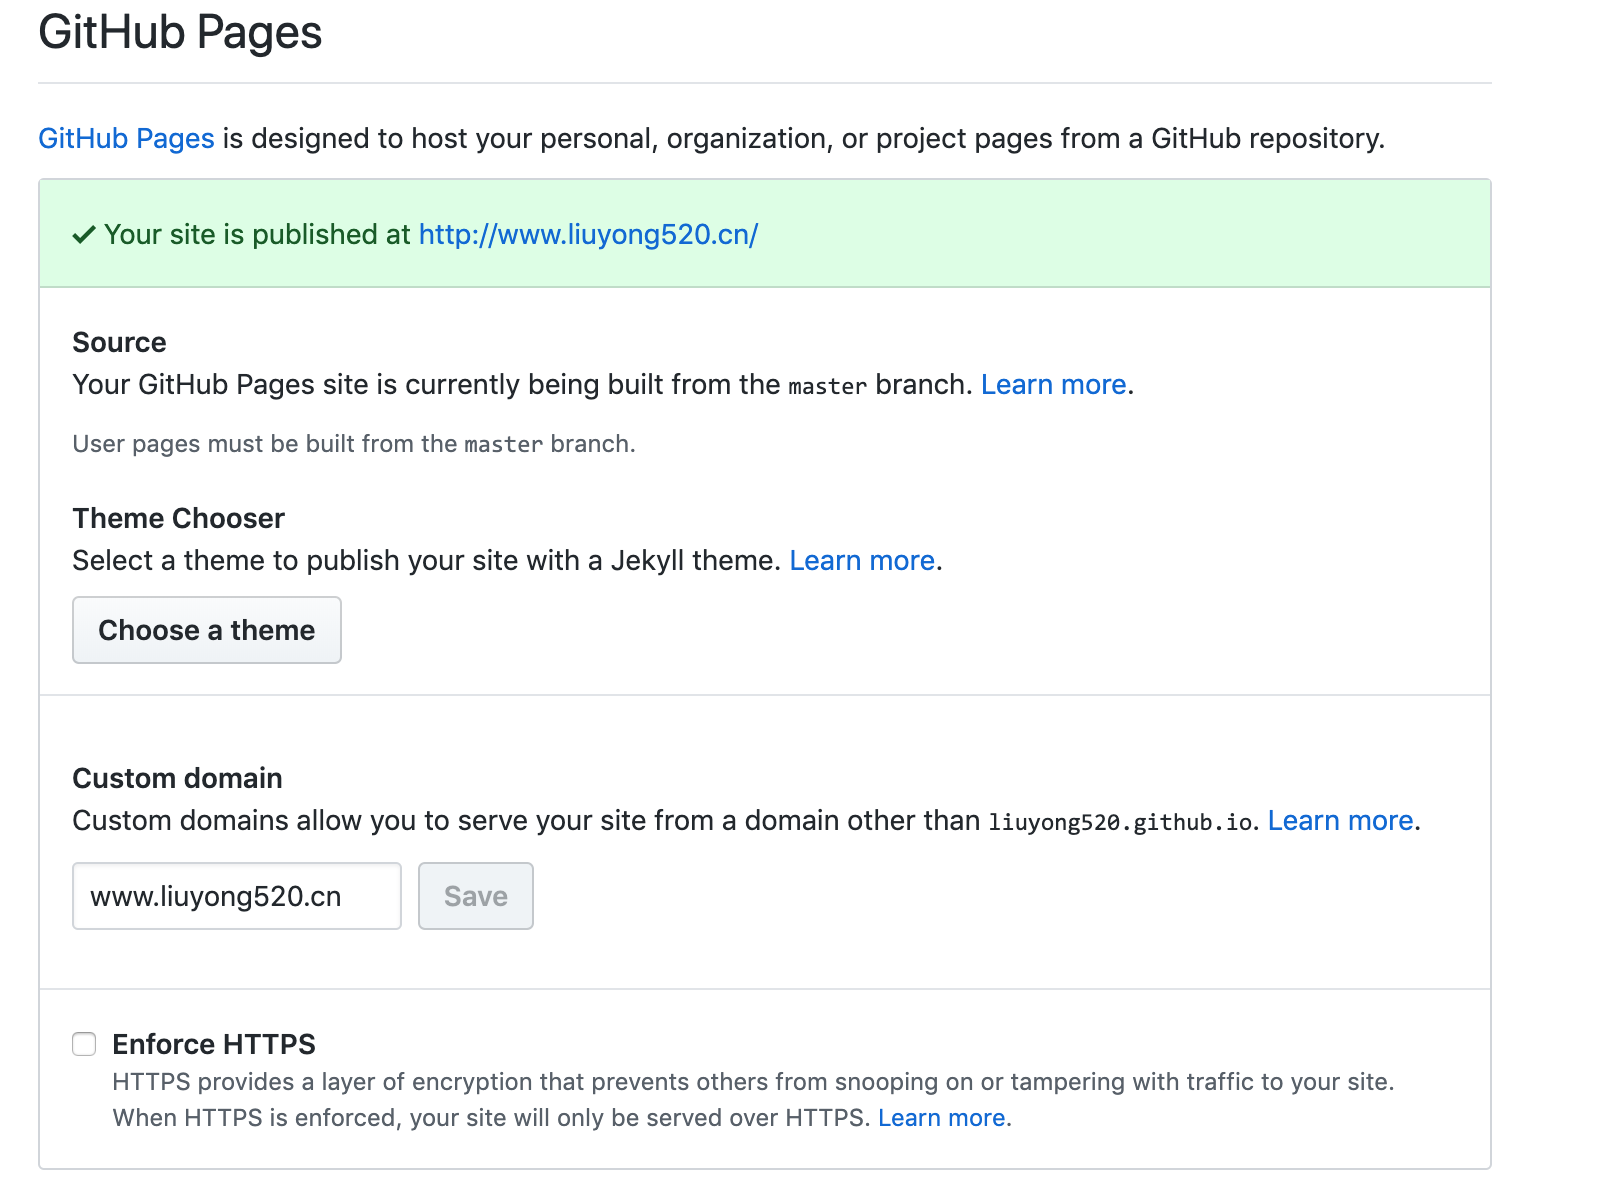 GitHub Pages
GitHub Pages is designed to host your personal, organization, or project pages from a GitHub repository.
Your site is published at http://www.liuyong520.cn/
Source
Your GitHub Pages site is currently being built from the master branch. Learn more.
User pages must be built from the master branch.
Theme Chooser
Select a theme to publish your site with a Jekyll theme. Learn more.
Choose a theme
Custom domain
Custom domains allow you to serve your site from a domain other than liuyong520.github.io. Learn more.
www.liuyong520.cn
Save
Enforce HTTPS
HTTPS provides a layer of encryption that prevents others from snooping on or tampering with traffic to your site.
When HTTPS is enforced, your site will only be served over HTTPS. Learn more.